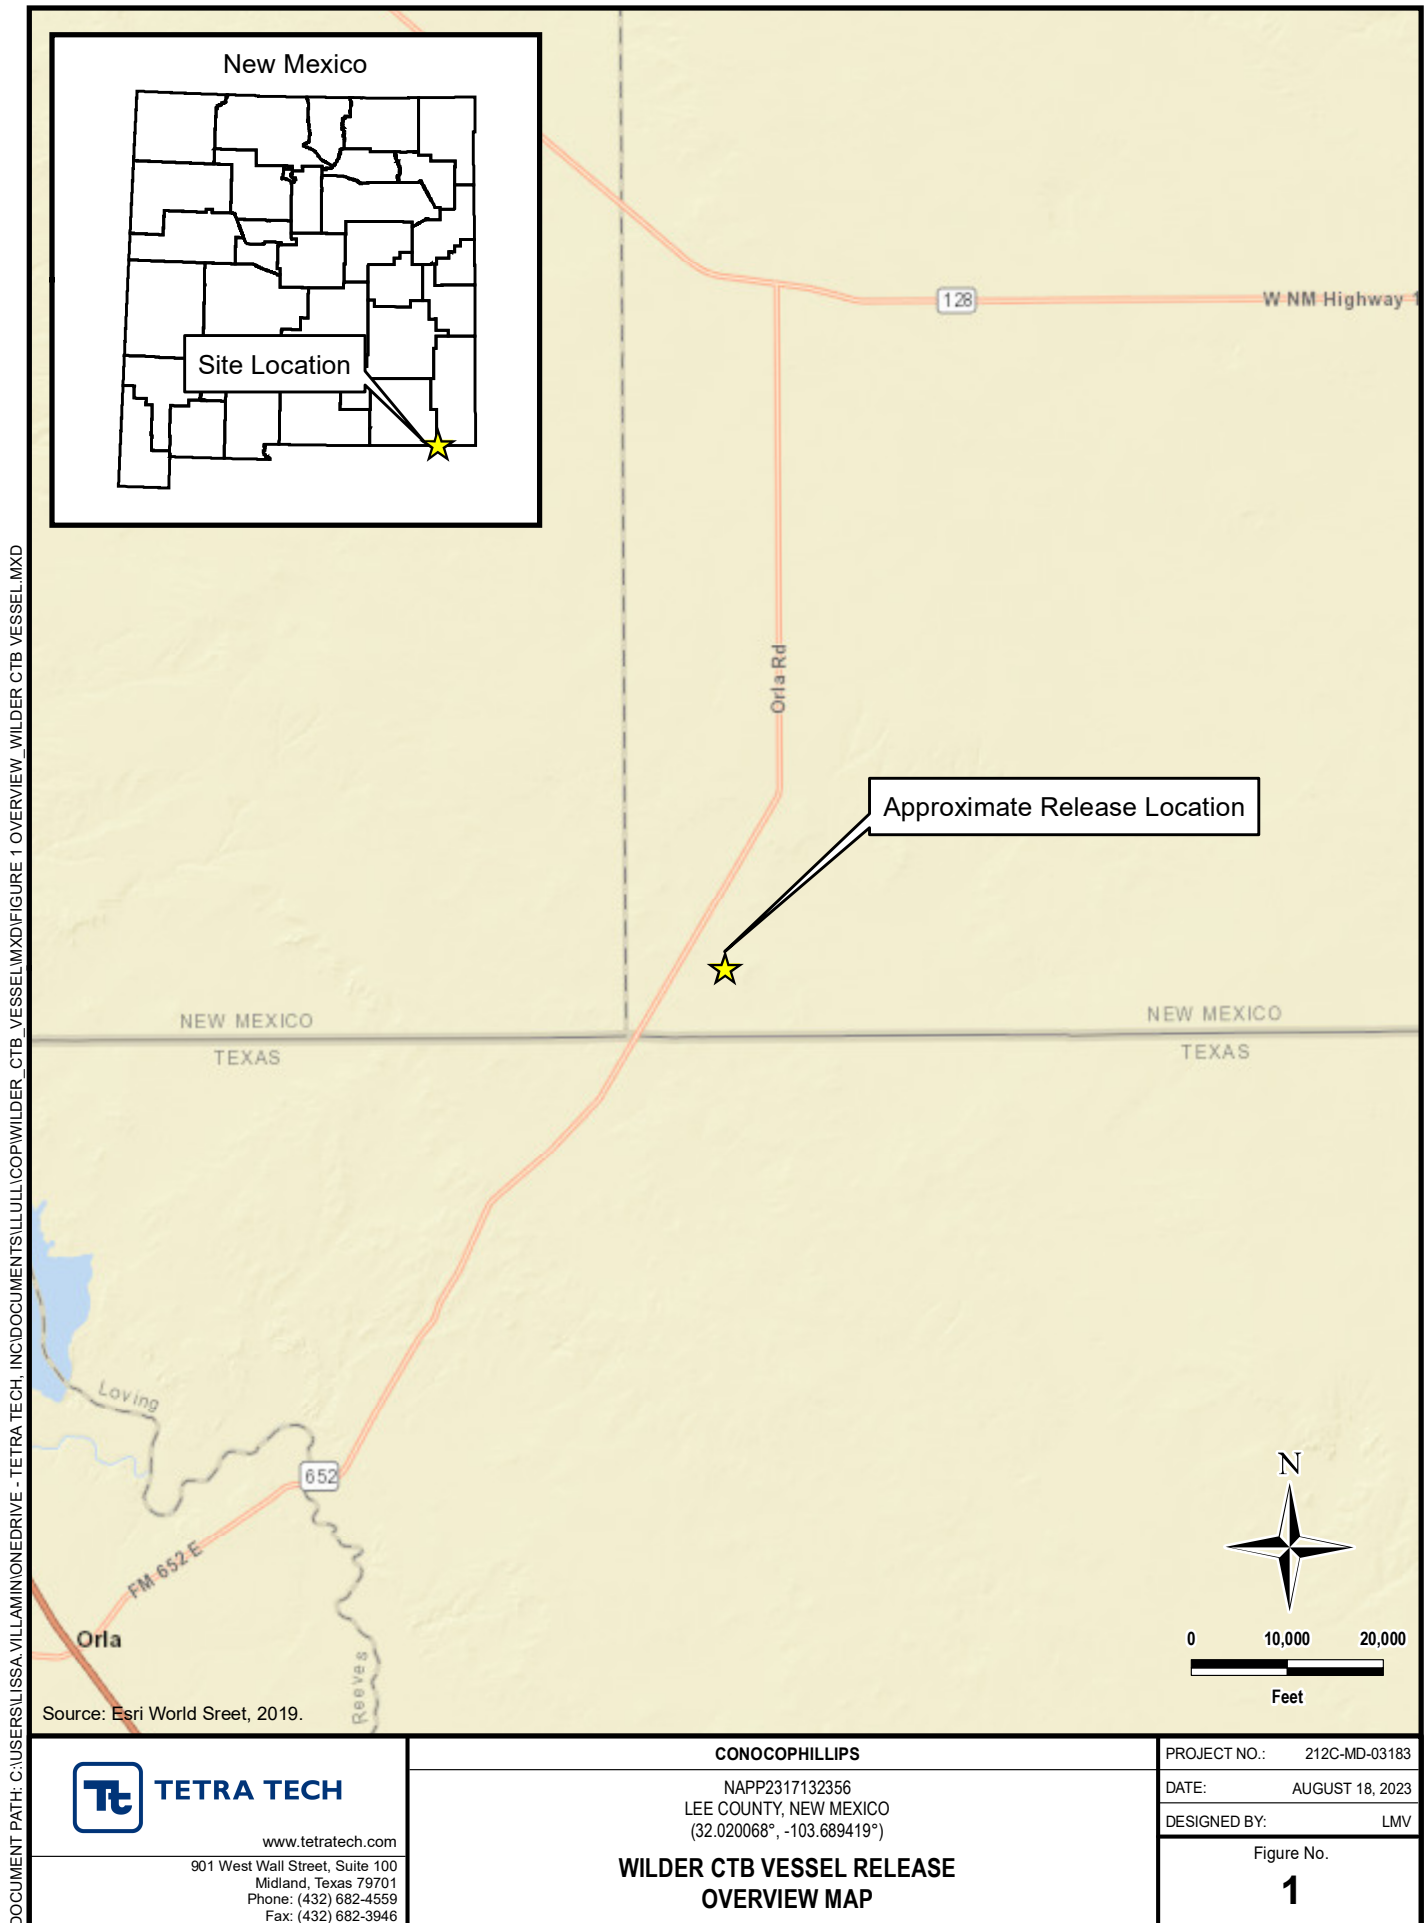 New Mexico
Site Location
128
W NM Highway 1
Orla Rd
Approximate Release Location
NEW MEXICO
TEXAS
NEW MEXICO
TEXAS
Loving
652
FM 652 E
Orla
Reeves
N
0 10,000 20,000
Feet
Source: Esri World Sreet, 2019.
DOCUMENT PATH: C:\USERS\LISSA.VILLAMIN\ONEDRIVE - TETRA TECH, INC\DOCUMENTS\LLULL\COP\WILDER_CTB_VESSEL\MXD\FIGURE 1 OVERVIEW_WILDER CTB VESSEL.MXD
Tt TETRA TECH
www.tetratech.com
901 West Wall Street, Suite 100
Midland, Texas 79701
Phone: (432) 682-4559
Fax: (432) 682-3946
CONOCOPHILLIPS
NAPP2317132356
LEE COUNTY, NEW MEXICO
(32.020068°, -103.689419°)
WILDER CTB VESSEL RELEASE
OVERVIEW MAP
PROJECT NO.: 212C-MD-03183
DATE: AUGUST 18, 2023
DESIGNED BY: LMV
Figure No.
1